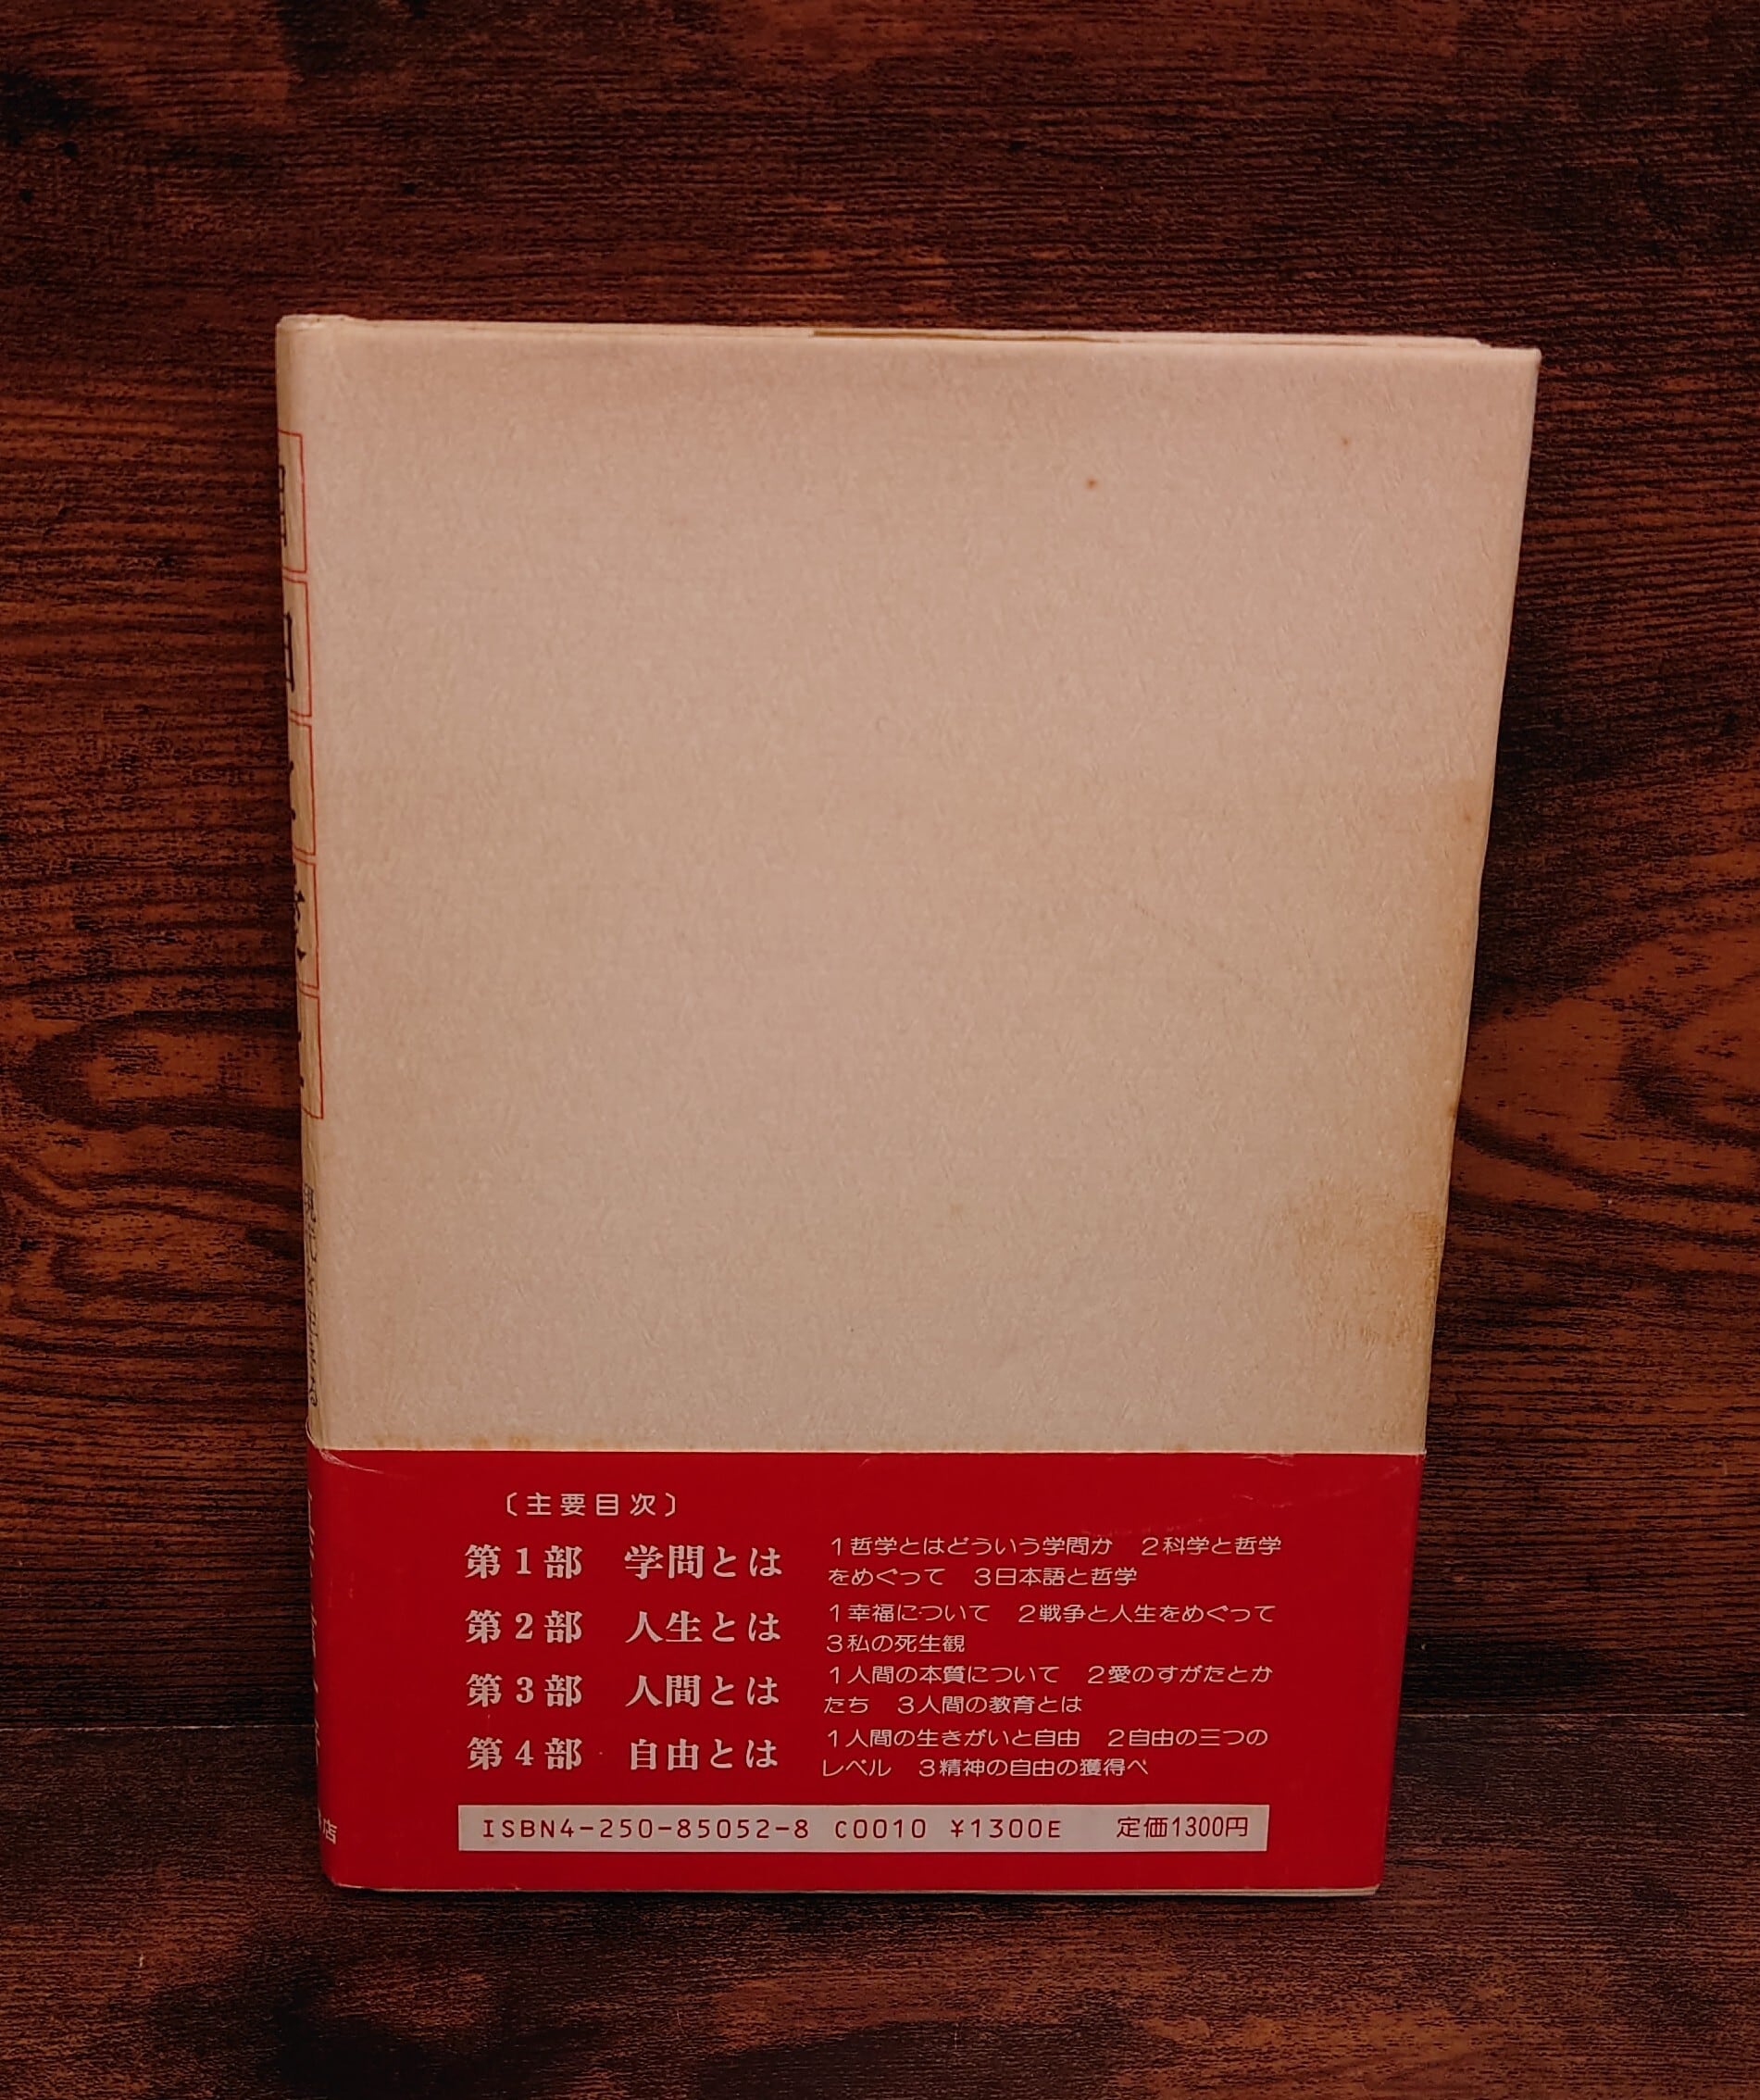 〔主要目次〕
第1部 学問とは
1哲学とはどういう学問か 2科学と哲学
をめぐって 3日本語と哲学
第2部 人生とは
1幸福について 2戦争と人生をめぐって
3私の死生観
第3部 人間とは
1人間の本質について 2愛のすがたとか
たち 3人間の教育とは
第4部 自由とは
1人間の生きがいと自由 2自由の三つの
レベル 3精神の自由の獲得へ
ISBN4-250-85052-8 C0010 ¥1300E 定価1300円
店